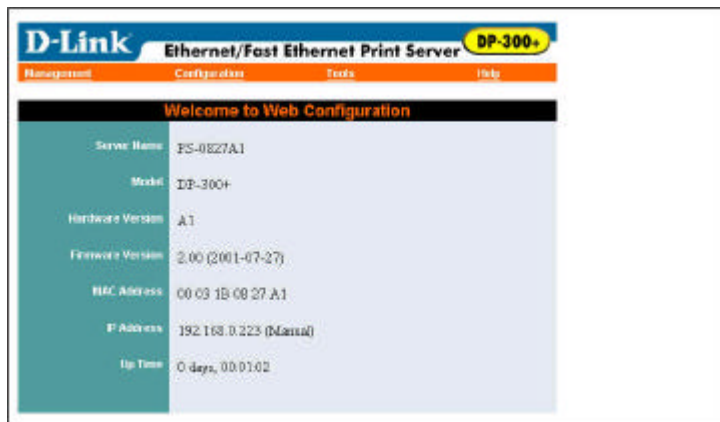 D-Link
Ethernet/Fast Ethernet Print Server DP-300+
Management Configuration Tools Help
Welcome to Web Configuration
Server Name PS-0827A1
Model DP-300+
Hardware Version A1
Firmware Version 2.00 (2001-07-27)
MAC Address 00 03 1B 08 27 A1
IP Address 192.168.0.223 (Manual)
Up Time 0 days, 00:01:02